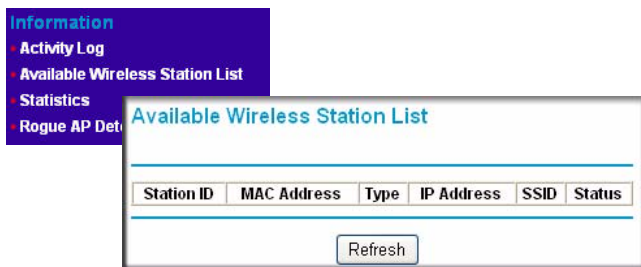 Information
Activity Log
Available Wireless Station List
Statistics
Rogue AP Dete
Available Wireless Station List
Station ID MAC Address Type IP Address SSID Status
Refresh